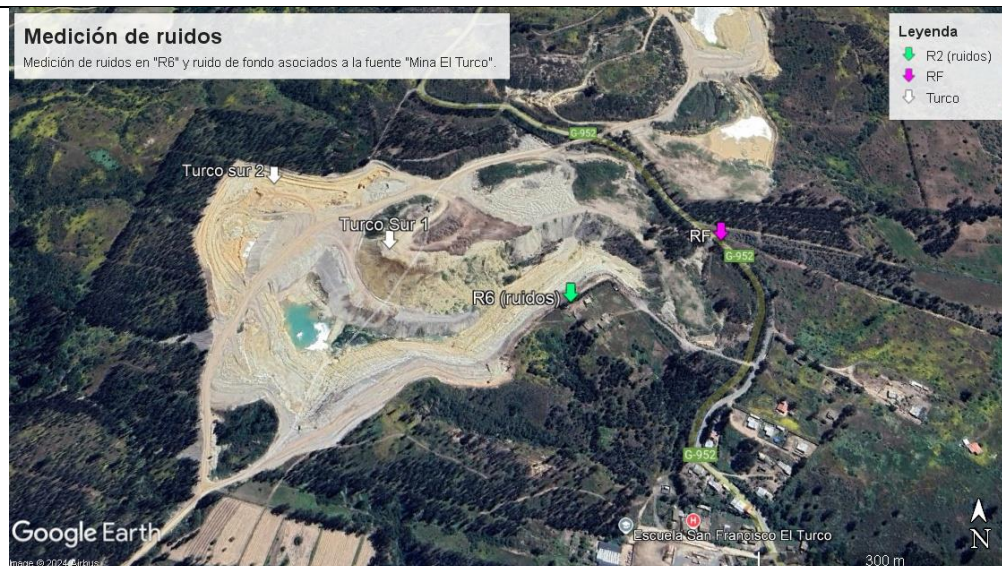 Medición de ruidos
Medición de ruidos en "R6" y ruido de fondo asociados a la fuente "Mina El Turco".
Leyenda
R2 (ruidos)
RF
Turco
G-952
Turco sur 2
Turco Sur 1
RF
G-952
R6 (ruidos)
G-952
H
Escuela San Francisco El Turco
Google Earth
N
Image © 2024 Airbus
300 m